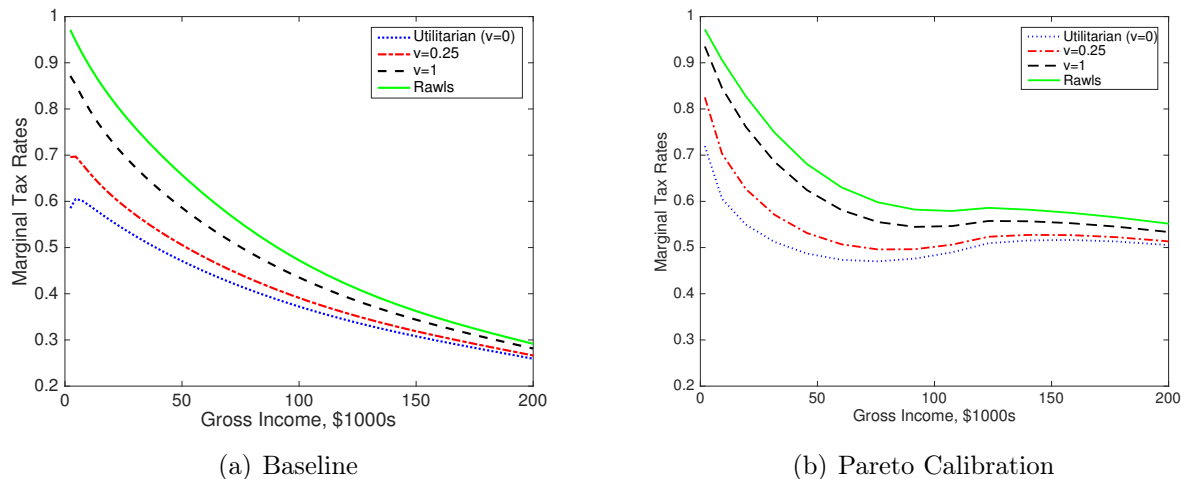 1
0.9
0.8
0.7
0.6
0.5
0.4
0.3
0.2
Marginal Tax Rates
0 50 100 150 200
Gross Income, $1000s
Utilitarian (v=0)
v=0.25
v=1
Rawls
(a) Baseline
1
0.9
0.8
0.7
0.6
0.5
0.4
0.3
0.2
Marginal Tax Rates
0 50 100 150 200
Gross Income, $1000s
Utilitarian (v=0)
v=0.25
v=1
Rawls
(b) Pareto Calibration